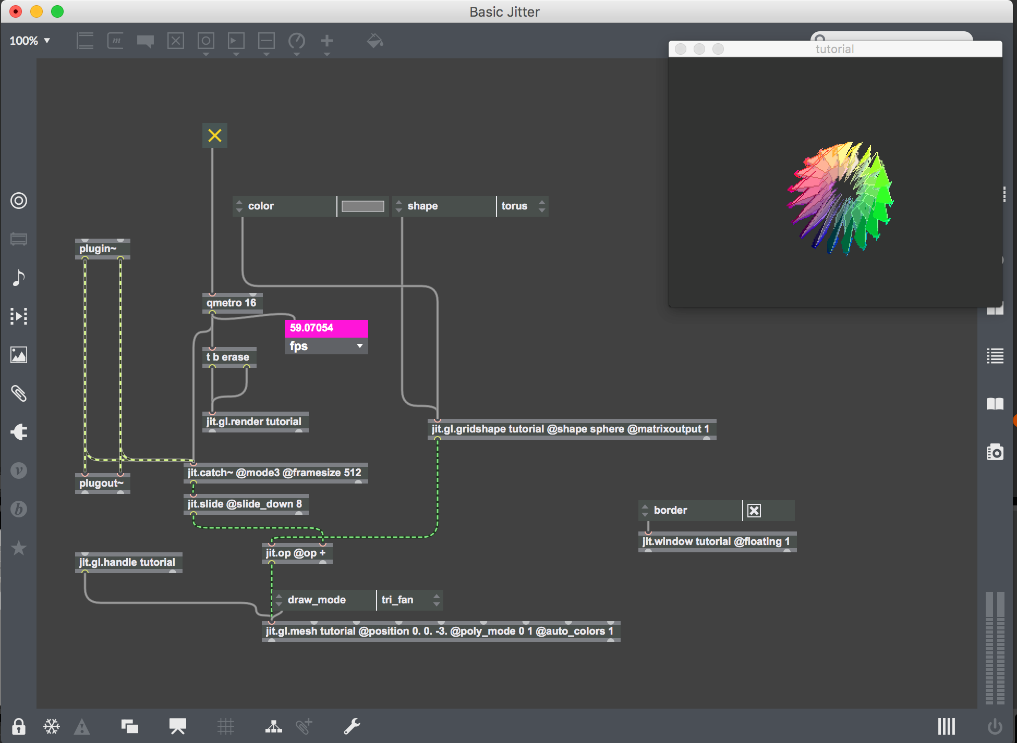 Basic Jitter
100%
tutorial
color
shape
torus
plugin~
qmetro 16
59.07054
fps
t b erase
jit.gl.render tutorial
jit.gl.gridshape tutorial @shape sphere @matrixoutput 1
jit.catch~ @mode3 @framesize 512
plugout~
jit.slide @slide_down 8
border
jit.window tutorial @floating 1
jit.op @op +
jit.gl.handle tutorial
draw_mode
tri_fan
jit.gl.mesh tutorial @position 0. 0. -3. @poly_mode 0 1 @auto_colors 1